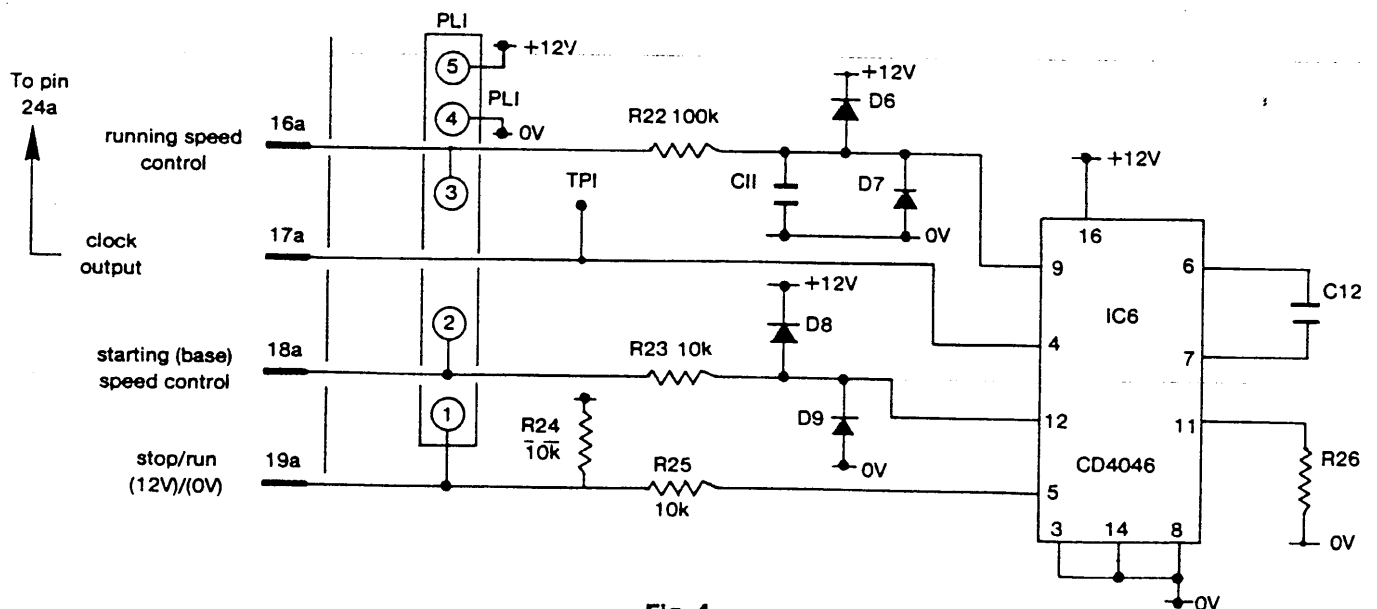 PL1
5
+12V
To pin
24a
4
PL1
0V
running speed
control
16a
R22 100k
+12V
D6
3
TP1
C11
D7
0V
+12V
16
clock
output
17a
9
6
C12
IC6
+12V
D8
2
4
7
starting (base)
speed control
18a
R23 10k
1
D9
12
11
R24
10k
0V
CD4046
R26
stop/run
(12V)/(0V)
19a
R25
10k
5
3
14
8
0V
0V